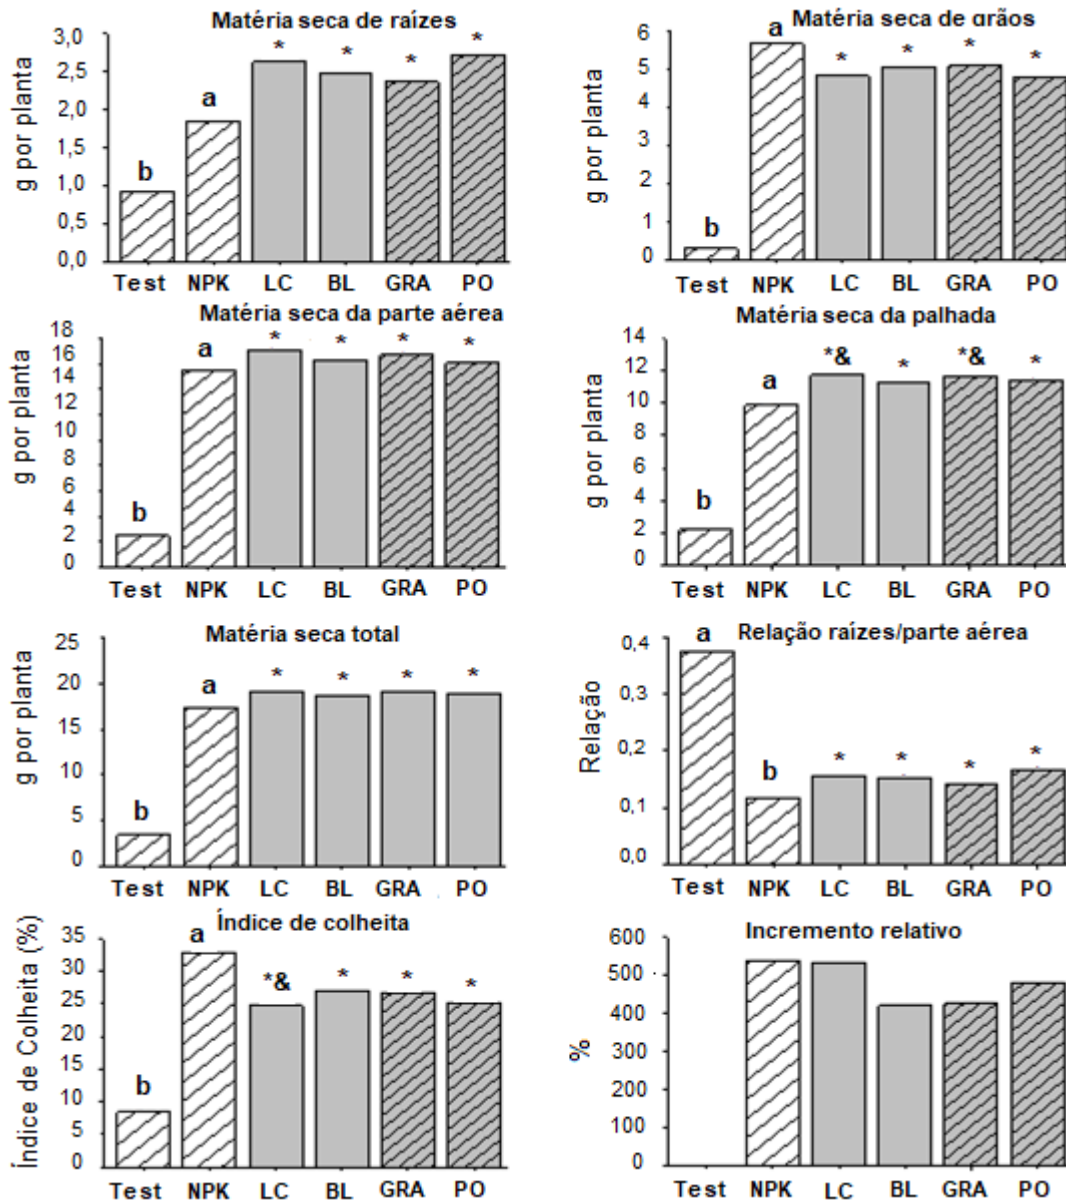 Matéria seca de raízes
g por planta
3,0
2,5
2,0
1,5
1,0
0,5
0,0
b
a
*
*
*
*
Test NPK LC BL GRA PO
Matéria seca de grãos
g por planta
6
5
4
3
2
1
0
b
a
*
*
*
*
Test NPK LC BL GRA PO
Matéria seca da parte aérea
g por planta
18
16
14
12
10
8
6
4
2
0
b
a
*
*
*
*
Test NPK LC BL GRA PO
Matéria seca da palhada
g por planta
14
12
10
8
6
4
2
0
b
a
*&
*
*&
*
Test NPK LC BL GRA PO
Matéria seca total
g por planta
25
20
15
10
5
0
b
a
*
*
*
*
Test NPK LC BL GRA PO
Relação raízes/parte aérea
Relação
0,4
0,3
0,2
0,1
0,0
a
b
*
*
*
*
Test NPK LC BL GRA PO
Índice de colheita
Índice de Colheita (%)
35
30
25
20
15
10
5
0
b
a
*&
*
*
*
Test NPK LC BL GRA PO
Incremento relativo
%
600
500
400
300
200
100
0
Test NPK LC BL GRA PO